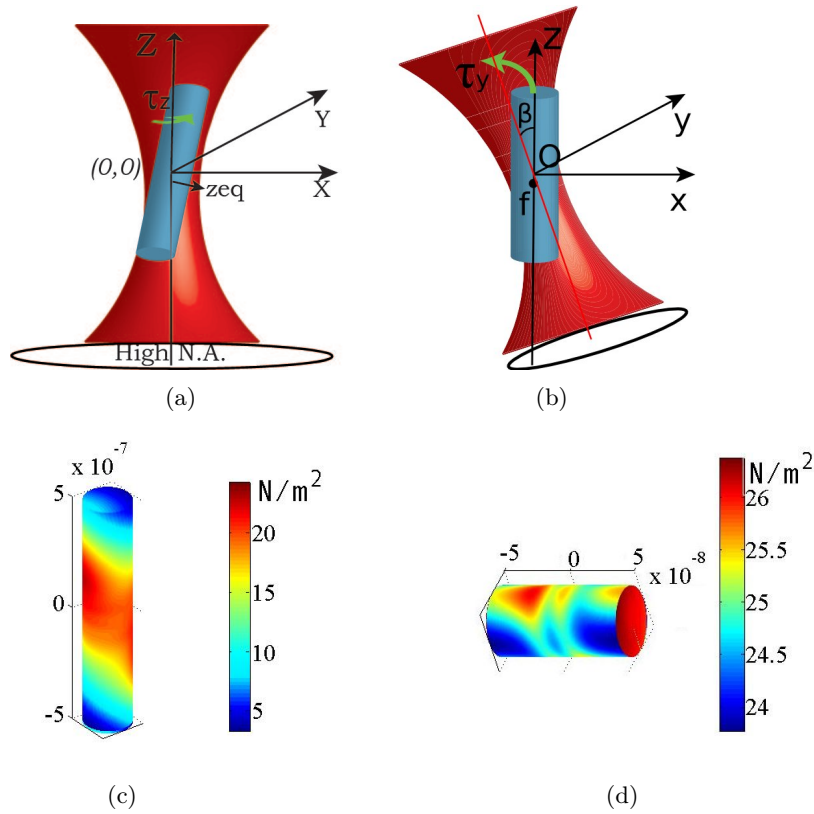 Z
τz
Y
(0,0)
X
zeq
High N.A.
(a)
z
τy
β
y
O
x
f
(b)
x 10⁻⁷
5
0
-5
N/m²
20
15
10
5
(c)
-5 0 5
x 10⁻⁸
N/m²
26
25.5
25
24.5
24
(d)